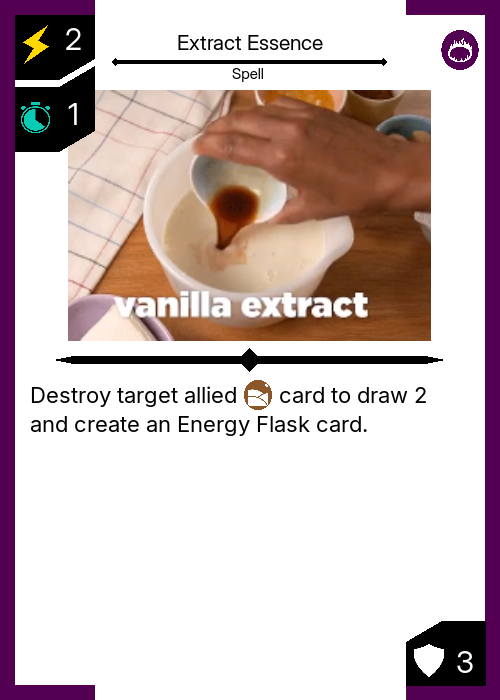 2
Extract Essence
Spell
1
vanilla extract
Destroy target allied card to draw 2
and create an Energy Flask card.
3